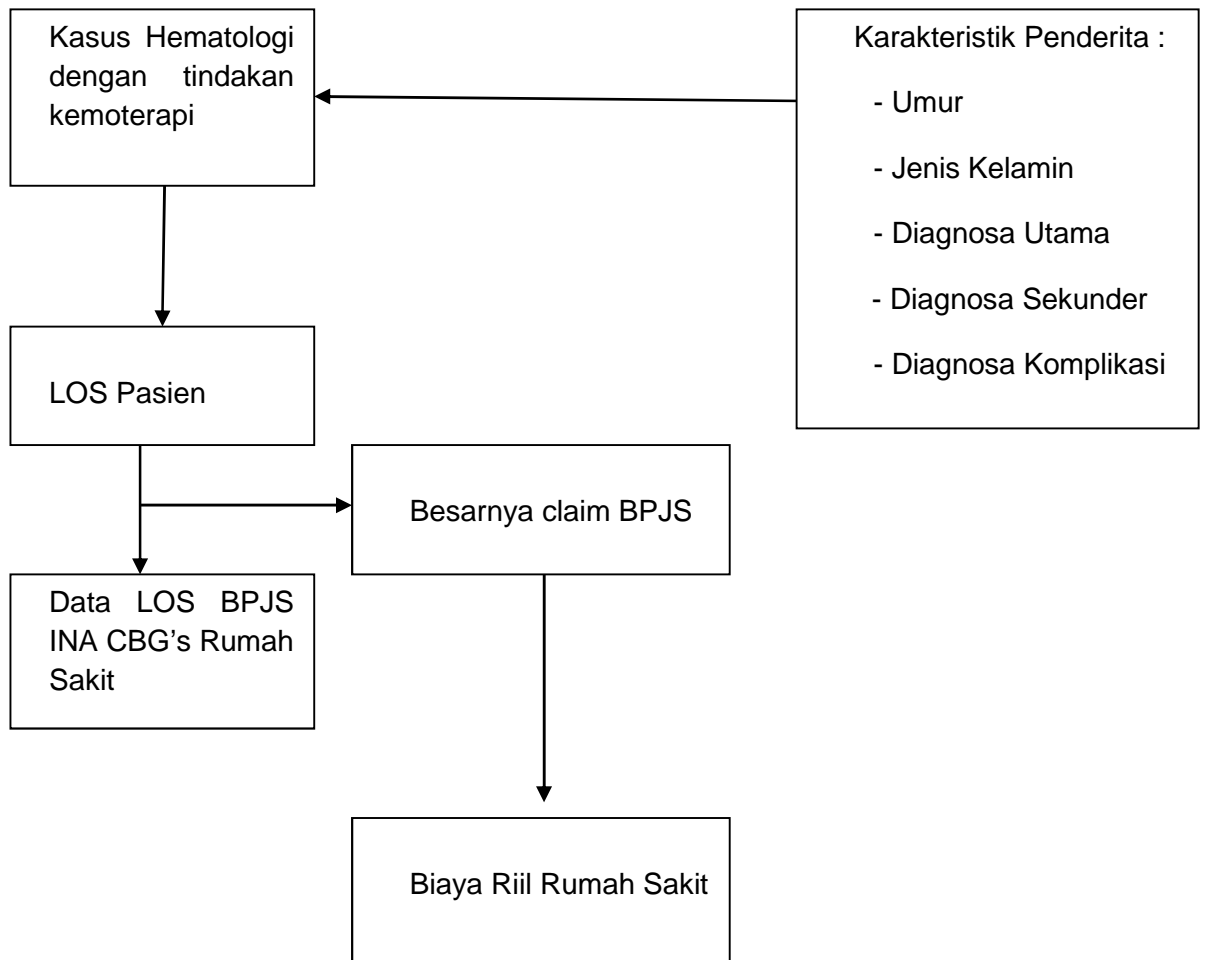 Kasus Hematologi
dengan tindakan
kemoterapi
Karakteristik Penderita :
- Umur
- Jenis Kelamin
- Diagnosa Utama
- Diagnosa Sekunder
- Diagnosa Komplikasi
LOS Pasien
Besarnya claim BPJS
Data LOS BPJS
INA CBG’s Rumah
Sakit
Biaya Riil Rumah Sakit